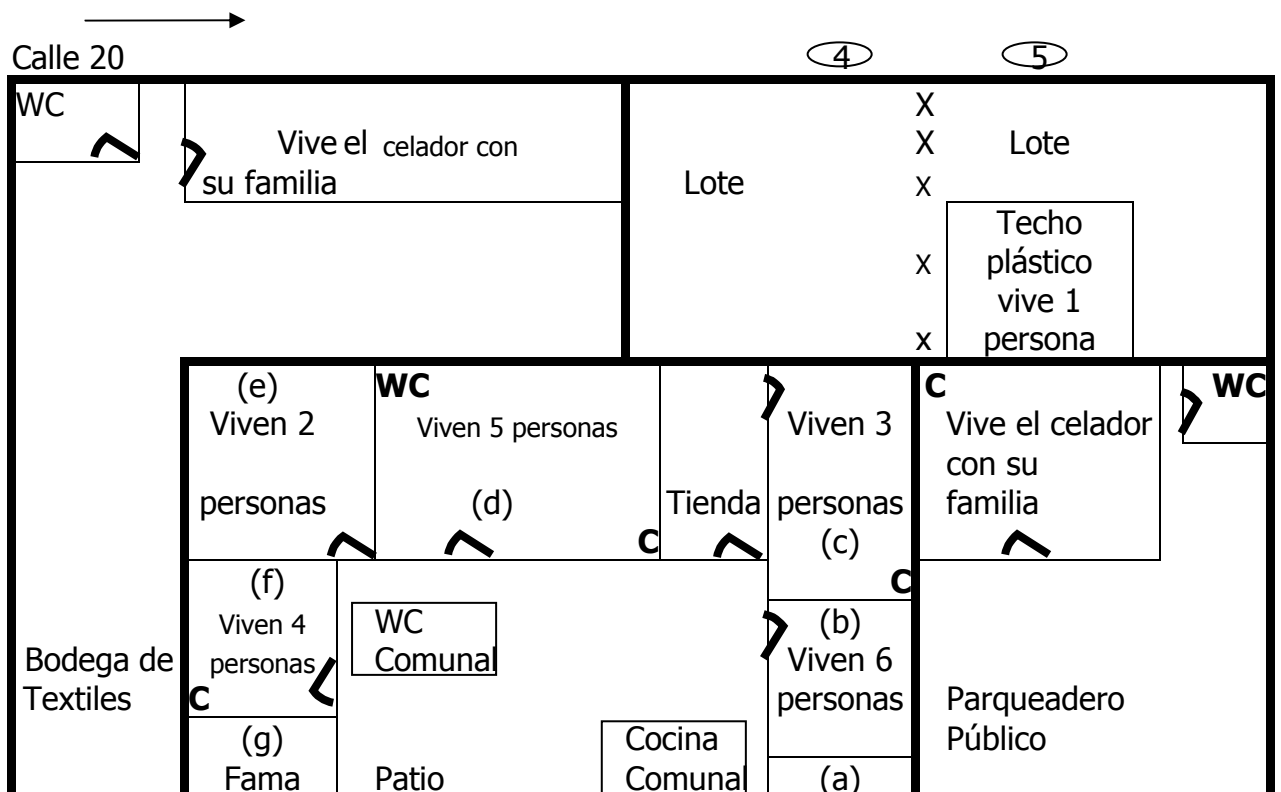 Calle 20
4
5
WC
Vive el celador con
su familia
Lote
X
X
X
X
x
Lote
Techo
plástico
vive 1
persona
(e)
Viven 2
personas
WC
Viven 5 personas
(d)
C
Tienda
Viven 3
personas
(c)
C
C
Vive el celador
con su
familia
WC
(f)
Viven 4
personas
C
WC
Comunal
(b)
Viven 6
personas
Bodega de
Textiles
Parqueadero
Público
(g)
Fama
Patio
Cocina
Comunal
(a)